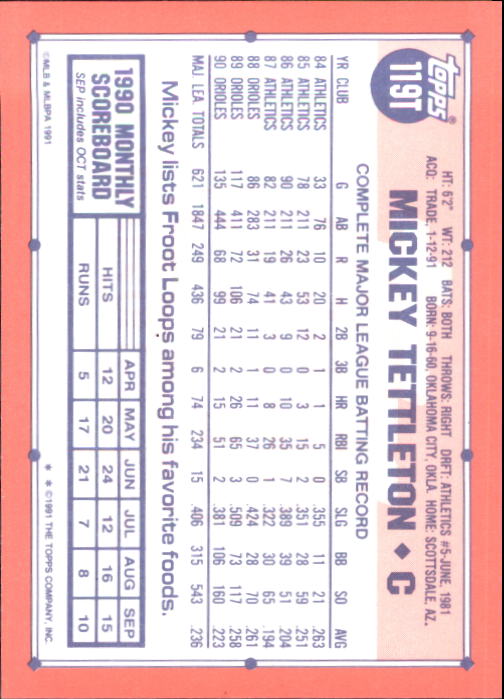 TOPPS®
119T
HT: 6'2" WT: 212 BATS: BOTH THROWS: RIGHT DRFT: ATHLETICS #5-JUNE, 1981
ACQ: TRADE, 1-12-91 BORN: 9-16-60, OKLAHOMA CITY, OKLA. HOME: SCOTTSDALE, AZ.
MICKEY TETTLETON ◆ C
COMPLETE MAJOR LEAGUE BATTING RECORD
YR CLUB G AB R H 2B 3B HR RBI SB SLG BB SO AVG
84 ATHLETICS 33 76 10 20 2 1 1 5 0 .355 11 21 .263
85 ATHLETICS 78 211 23 53 12 0 3 15 2 .351 28 59 .251
86 ATHLETICS 90 211 26 43 9 0 10 35 7 .389 39 51 .204
87 ATHLETICS 82 211 19 41 3 0 8 26 1 .322 30 65 .194
88 ORIOLES 86 283 31 74 11 1 11 37 0 .424 28 70 .261
89 ORIOLES 117 411 72 106 21 2 26 65 3 .509 73 117 .258
90 ORIOLES 135 444 68 99 21 2 15 51 2 .381 106 160 .223
MAJ. LEA. TOTALS 621 1847 249 436 79 6 74 234 15 .406 315 543 .236
Mickey lists Froot Loops among his favorite foods.
1990 MONTHLY
SCOREBOARD
SEP includes OCT stats
APR MAY JUN JUL AUG SEP
HITS 12 20 24 12 16 15
RUNS 5 17 21 7 8 10
©MLB & MLBPA 1991
* * ©1991 THE TOPPS COMPANY, INC.